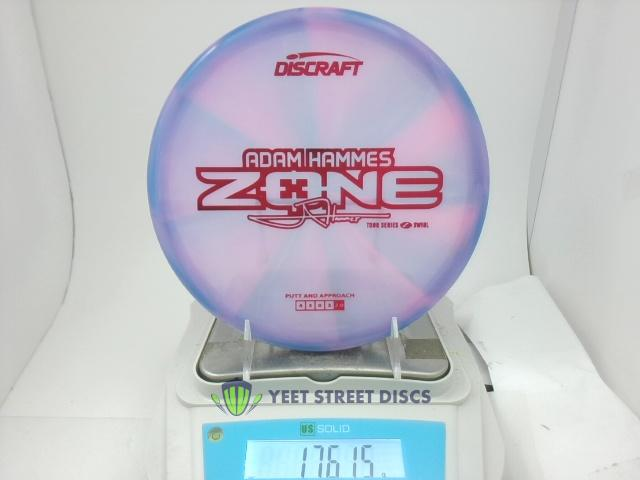 DISCRAFT
ADAM HAMMES
ZONE
TOUR SERIES Z SWIRL
PUTT AND APPROACH
YEET STREET DISCS
US SOLID
176.15 g